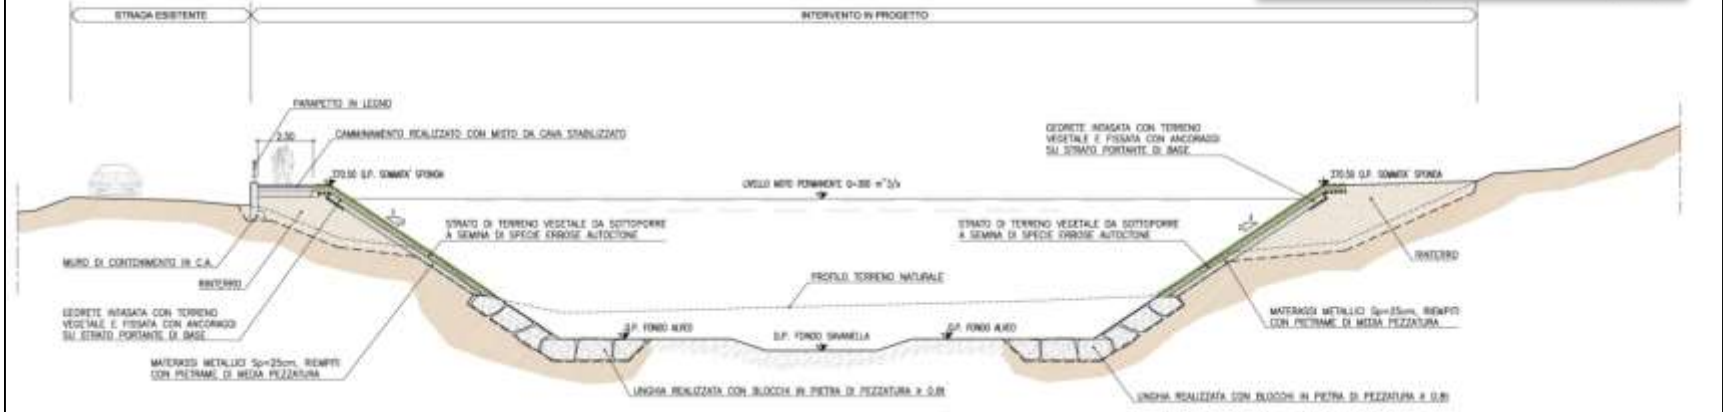 STRADA ESISTENTE
INTERVENTO IN PROGETTO
PARAPETTO IN LEGNO
2.50
CAMMINAMENTO REALIZZATO CON MISTO DA CAVA STABILIZZATO
GEORETE INTASATA CON TERRENO
VEGETALE E FISSATA CON ANCORAGGI
SU STRATO PORTANTE DI BASE
270.50 Q.P. SOMMITA' SPONDA
LIVELLO MOTO PERMANENTE
270.50 Q.P. SOMMITA' SPONDA
STRATO DI TERRENO VEGETALE DA SOTTOPORRE
A SEMINA DI SPECIE ERBOSE AUTOCTONE
STRATO DI TERRENO VEGETALE DA SOTTOPORRE
A SEMINA DI SPECIE ERBOSE AUTOCTONE
MURO DI CONTENIMENTO IN C.A.
RINTERRO
RINTERRO
PROFILO TERRENO NATURALE
GEORETE INTASATA CON TERRENO
VEGETALE E FISSATA CON ANCORAGGI
SU STRATO PORTANTE DI BASE
MATERASSI METALLICI Sp=25cm, RIEMPITI
CON PIETRAME DI MEDIA PEZZATURA
Q.P. FONDO ALVEO
Q.P. FONDO SAVANELLA
Q.P. FONDO ALVEO
MATERASSI METALLICI Sp=25cm, RIEMPITI
CON PIETRAME DI MEDIA PEZZATURA
UNGHIA REALIZZATA CON BLOCCHI IN PIETRA DI PEZZATURA
UNGHIA REALIZZATA CON BLOCCHI IN PIETRA DI PEZZATURA